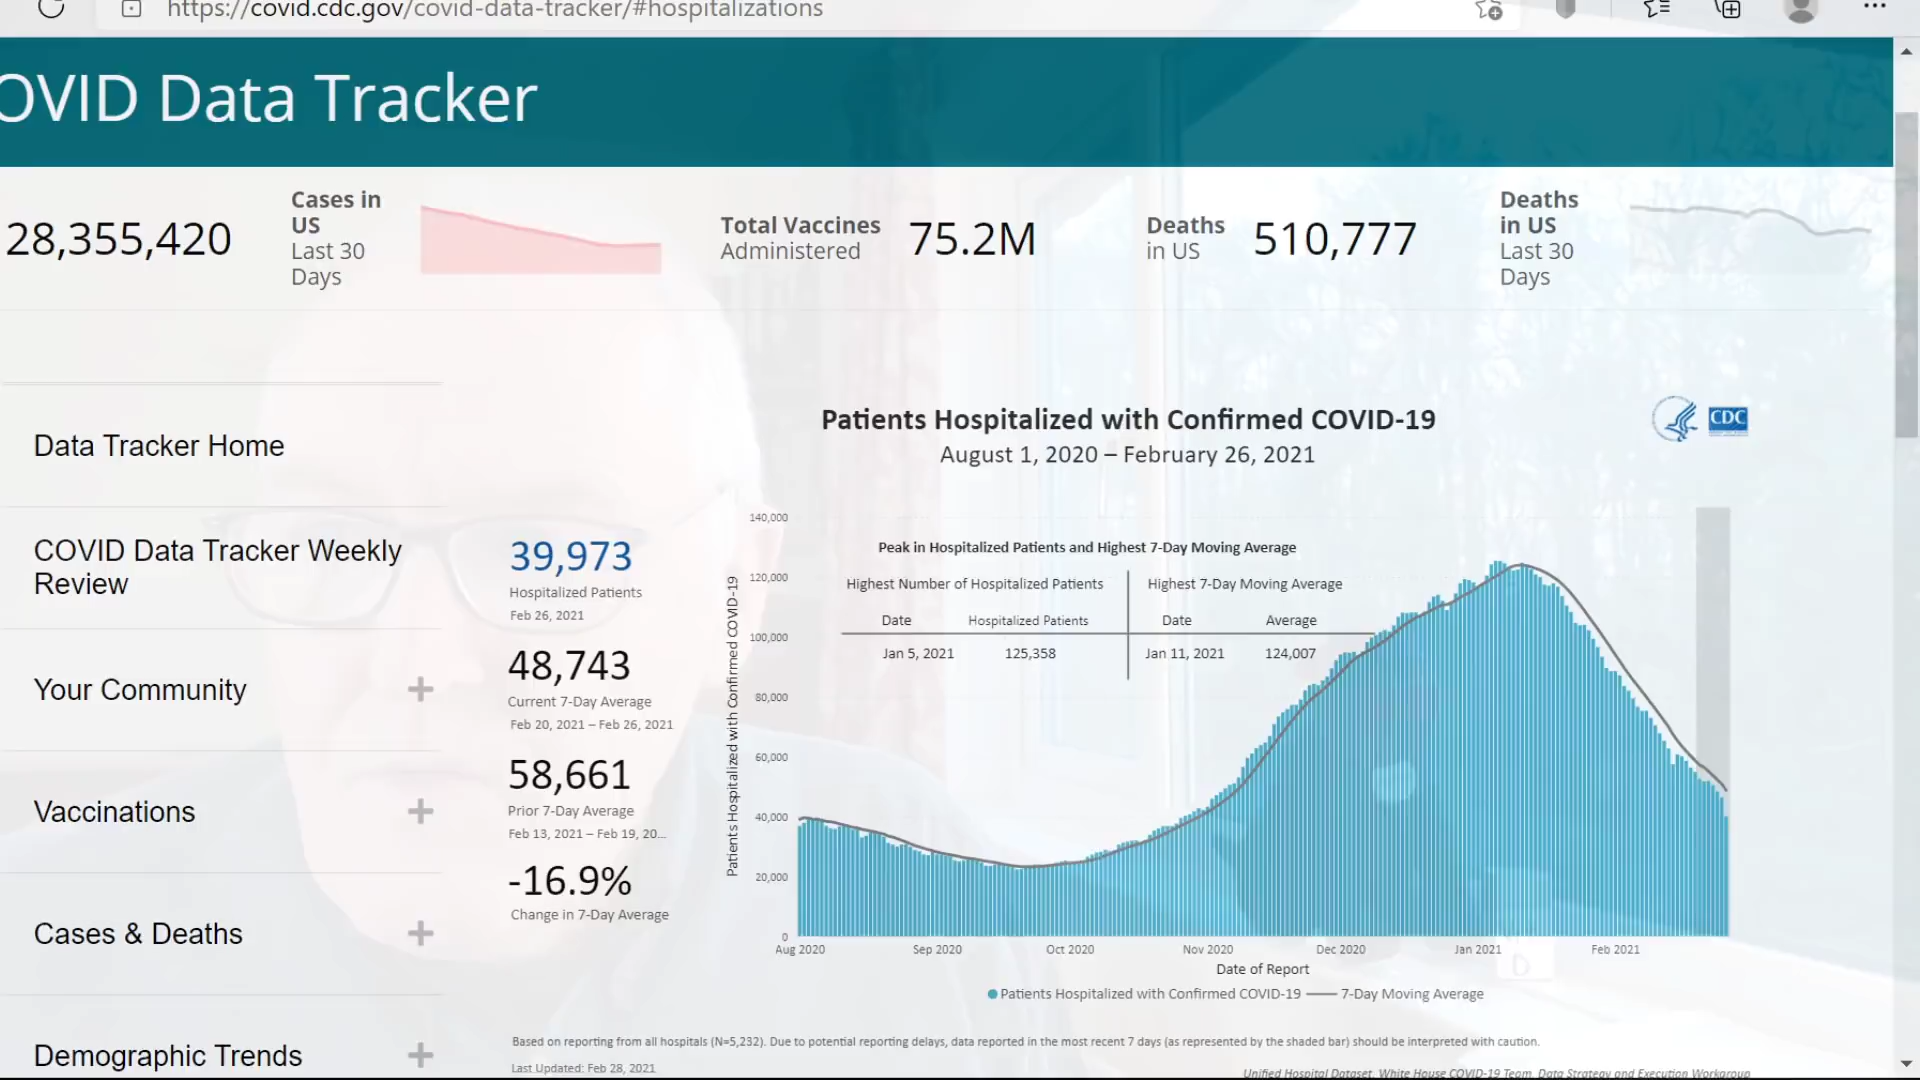 https://covid.cdc.gov/covid-data-tracker/#hospitalizations
OVID Data Tracker
28,355,420
Cases in
US
Last 30
Days
Total Vaccines
Administered
75.2M
Deaths
in US
510,777
Deaths
in US
Last 30
Days
Data Tracker Home
COVID Data Tracker Weekly
Review
Your Community
Vaccinations
Cases & Deaths
Demographic Trends
39,973
Hospitalized Patients
Feb 26, 2021
48,743
Current 7-Day Average
Feb 20, 2021 – Feb 26, 2021
58,661
Prior 7-Day Average
Feb 13, 2021 – Feb 19, 20...
-16.9%
Change in 7-Day Average
Patients Hospitalized with Confirmed COVID-19
August 1, 2020 – February 26, 2021
CDC
Patients Hospitalized with Confirmed COVID-19
140,000
120,000
100,000
80,000
60,000
40,000
20,000
0
Peak in Hospitalized Patients and Highest 7-Day Moving Average
Highest Number of Hospitalized Patients
Highest 7-Day Moving Average
Date Hospitalized Patients Date Average
Jan 5, 2021 125,358 Jan 11, 2021 124,007
Aug 2020 Sep 2020 Oct 2020 Nov 2020 Dec 2020 Jan 2021 Feb 2021
Date of Report
Patients Hospitalized with Confirmed COVID-19 7-Day Moving Average
Based on reporting from all hospitals (N=5,232). Due to potential reporting delays, data reported in the most recent 7 days (as represented by the shaded bar) should be interpreted with caution.
Last Updated: Feb 28, 2021
Unified Hospital Dataset, White House COVID-19 Team, Data Strategy and Execution Workgroup